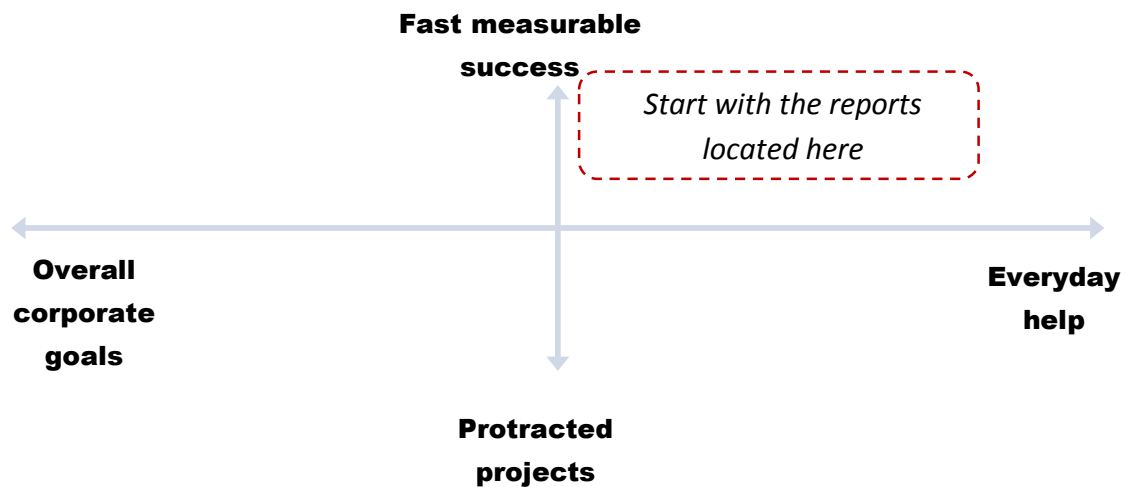 Fast measurable
success
Start with the reports
located here
Overall
corporate
goals
Everyday
help
Protracted
projects